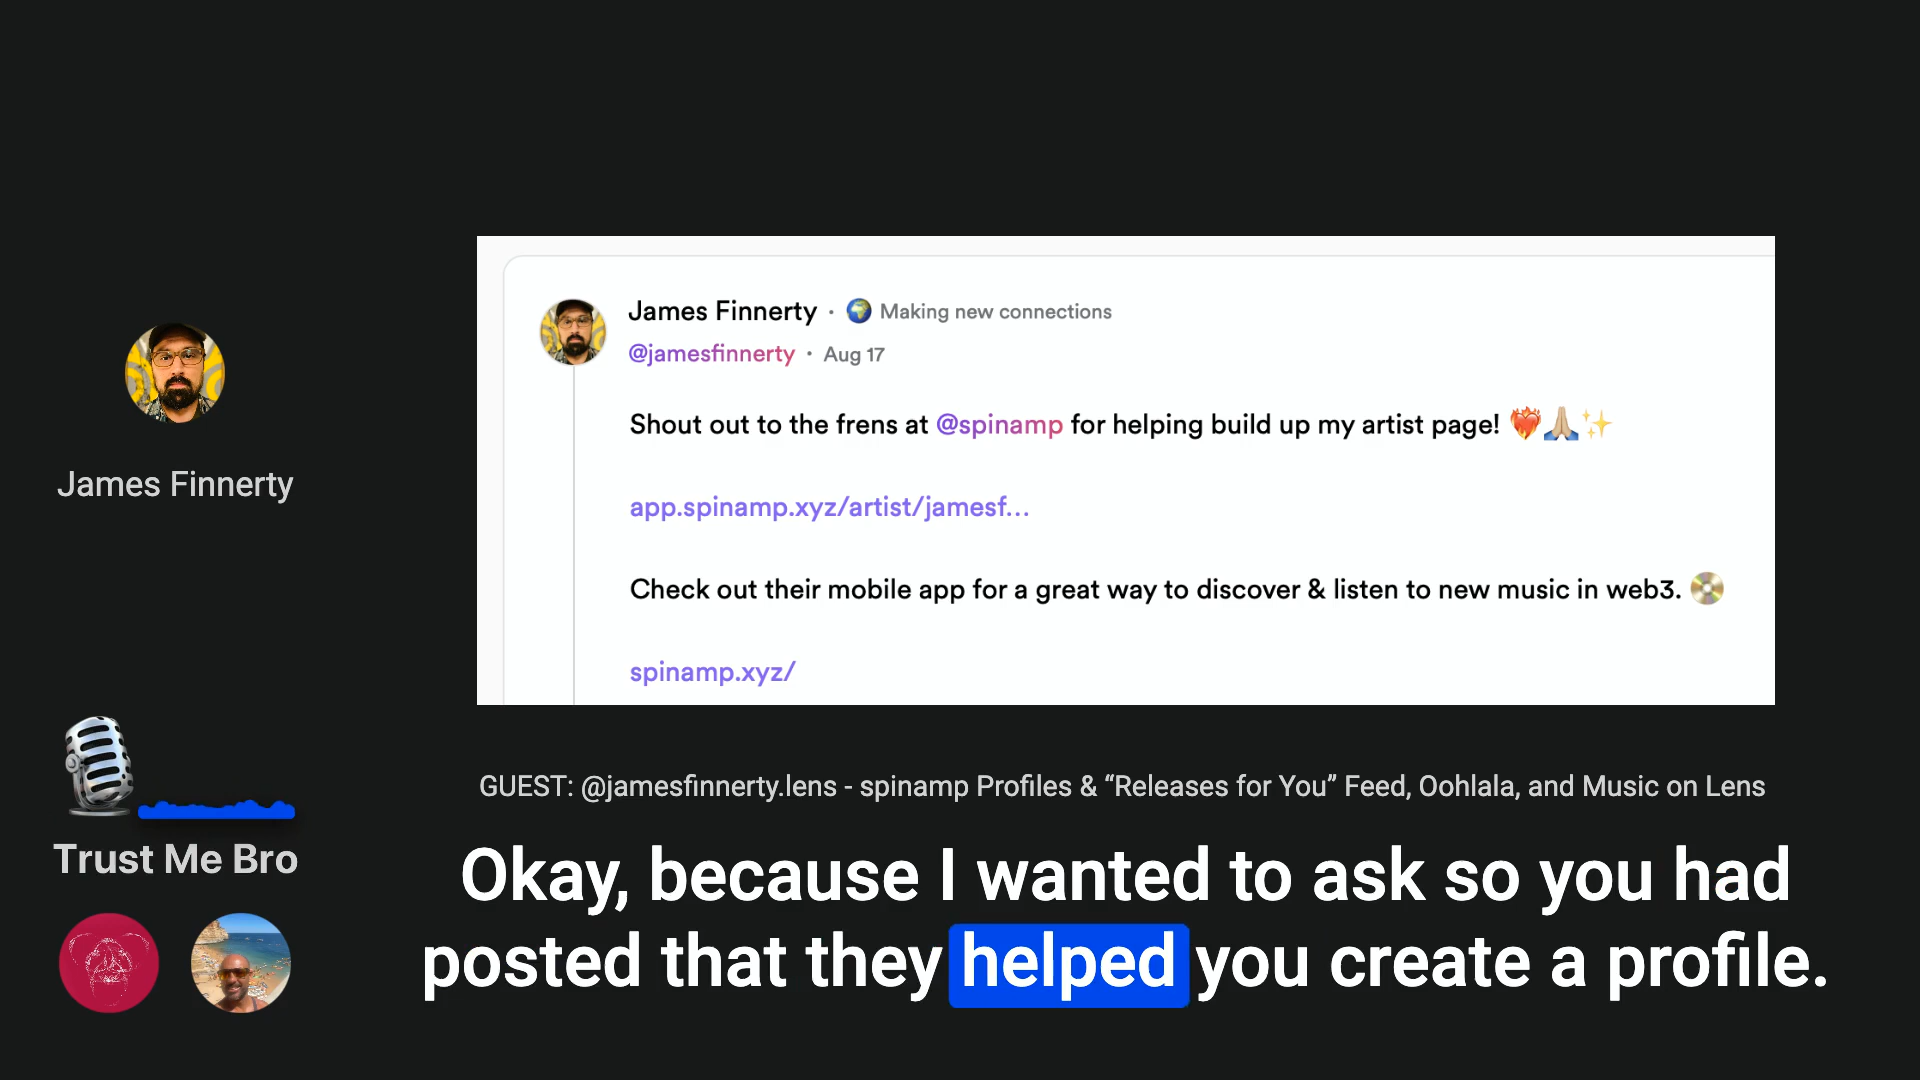 James Finnerty
James Finnerty · Making new connections
@jamesfinnerty · Aug 17
Shout out to the frens at @spinamp for helping build up my artist page! ❤️‍🔥🙏🏼✨
app.spinamp.xyz/artist/jamesf...
Check out their mobile app for a great way to discover & listen to new music in web3. 📀
spinamp.xyz/
Trust Me Bro
GUEST: @jamesfinnerty.lens - spinamp Profiles & “Releases for You” Feed, Oohlala, and Music on Lens
Okay, because I wanted to ask so you had
posted that they helped you create a profile.